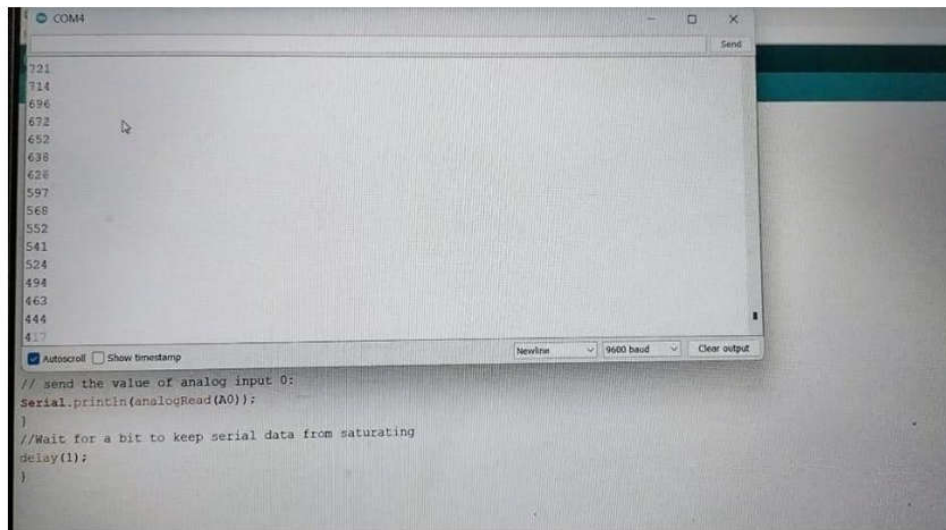 COM4
Send
721
714
696
672
652
638
626
597
568
552
541
524
494
463
444
417
Autoscroll Show timestamp Newline 9600 baud Clear output
// send the value of analog input 0:
Serial.println(analogRead(A0));
}
//Wait for a bit to keep serial data from saturating
delay(1);
}